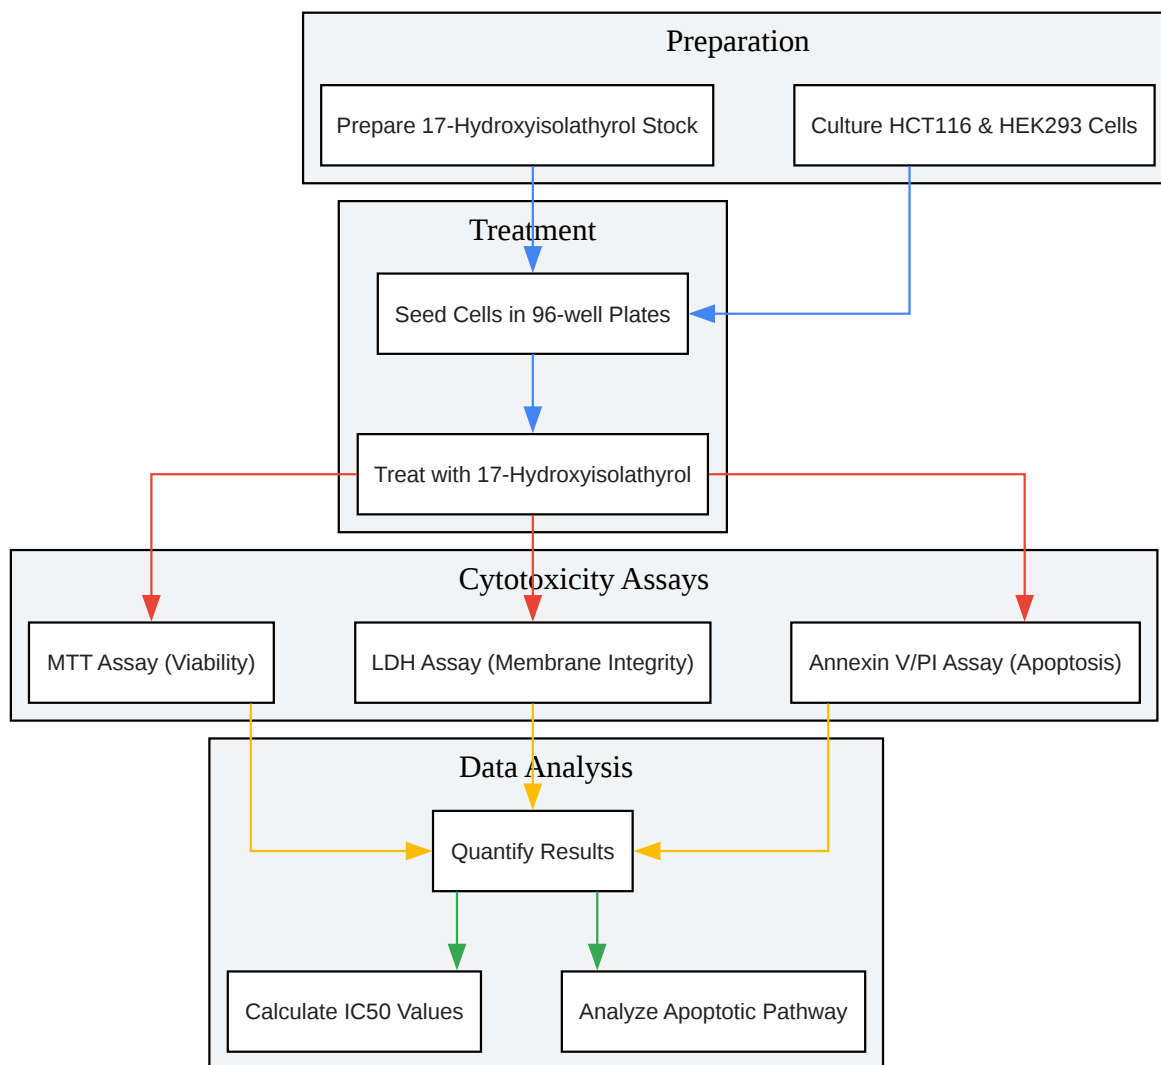 Preparation
Prepare 17-Hydroxyisolathyrol Stock
Culture HCT116 & HEK293 Cells
Treatment
Seed Cells in 96-well Plates
Treat with 17-Hydroxyisolathyrol
Cytotoxicity Assays
MTT Assay (Viability)
LDH Assay (Membrane Integrity)
Annexin V/PI Assay (Apoptosis)
Data Analysis
Quantify Results
Calculate IC50 Values
Analyze Apoptotic Pathway